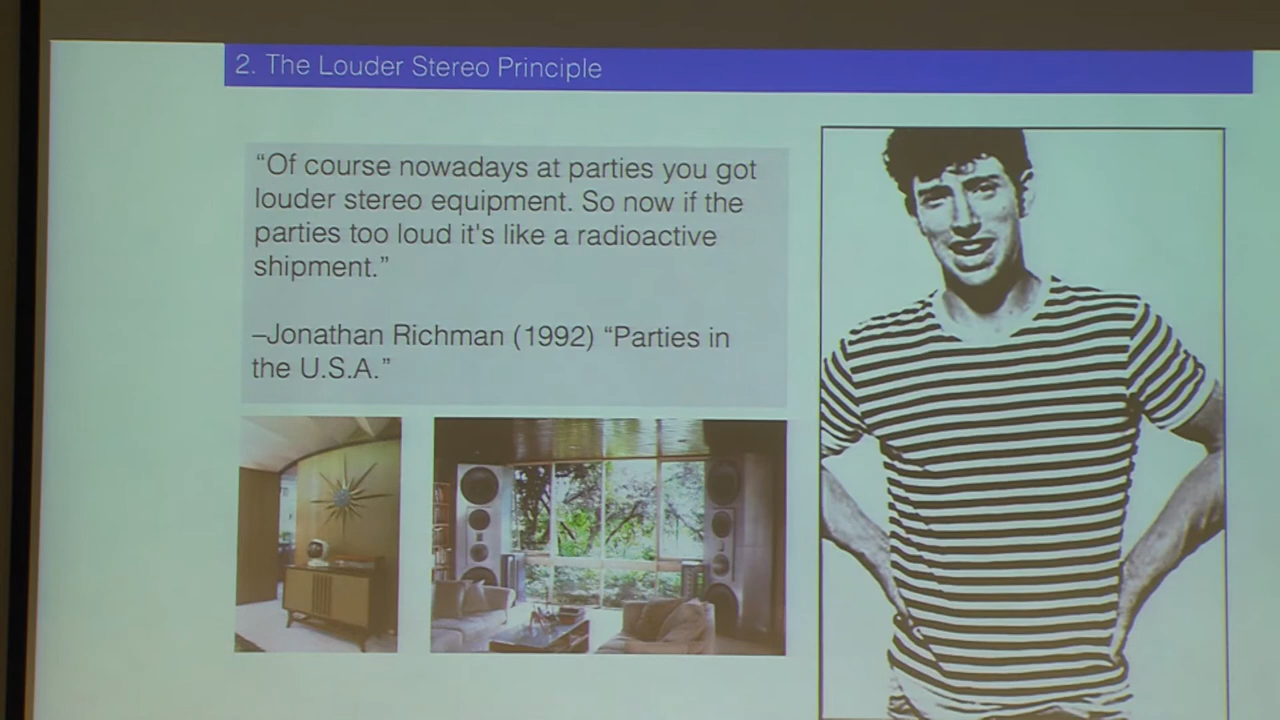 2. The Louder Stereo Principle
“Of course nowadays at parties you got
louder stereo equipment. So now if the
parties too loud it's like a radioactive
shipment.”
–Jonathan Richman (1992) “Parties in
the U.S.A.”